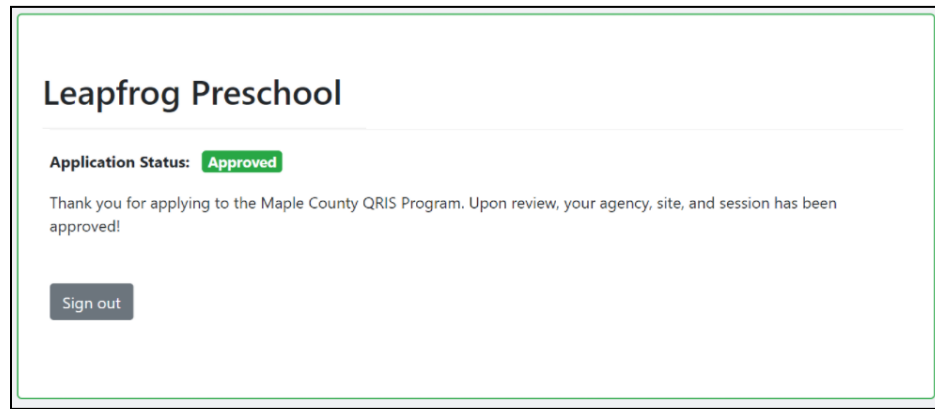 Leapfrog Preschool
Application Status: Approved
Thank you for applying to the Maple County QRIS Program. Upon review, your agency, site, and session has been
approved!
Sign out